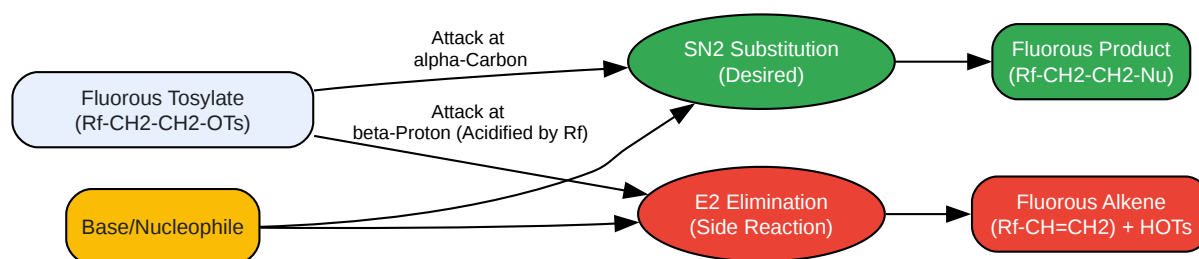 Fluorous Tosylate
(Rf-CH2-CH2-OTs)
Base/Nucleophile
Attack at
alpha-Carbon
Attack at
beta-Proton (Acidified by Rf)
SN2 Substitution
(Desired)
E2 Elimination
(Side Reaction)
Fluorous Product
(Rf-CH2-CH2-Nu)
Fluorous Alkene
(Rf-CH=CH2) + HOTs